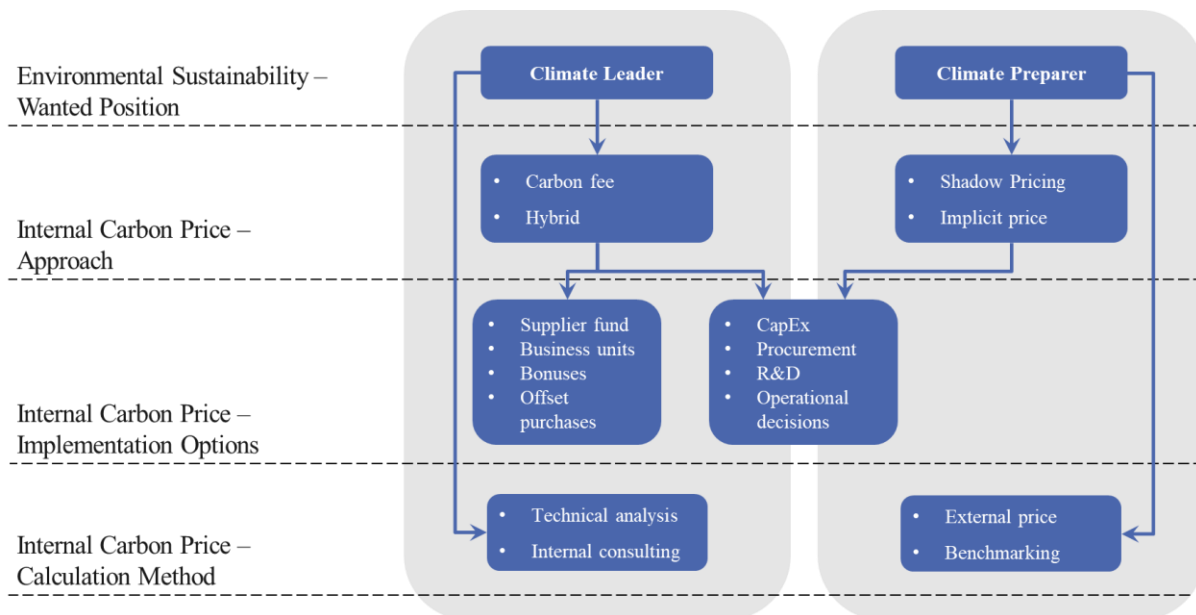 Environmental Sustainability –
Wanted Position
Climate Leader
Climate Preparer
Internal Carbon Price –
Approach
• Carbon fee
• Hybrid
• Shadow Pricing
• Implicit price
Internal Carbon Price –
Implementation Options
• Supplier fund
• Business units
• Bonuses
• Offset
purchases
• CapEx
• Procurement
• R&D
• Operational
decisions
Internal Carbon Price –
Calculation Method
• Technical analysis
• Internal consulting
• External price
• Benchmarking